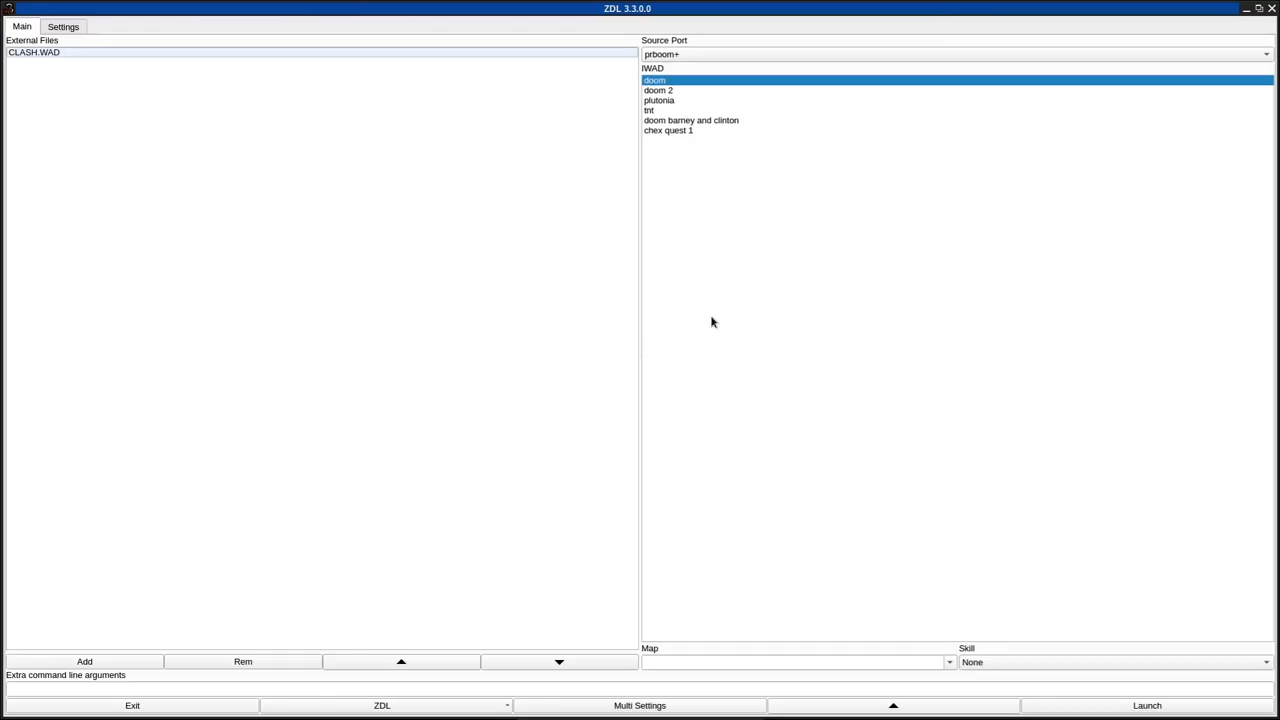 ZDL 3.3.0.0
Main Settings
External Files
CLASH.WAD
Source Port
prboom+
IWAD
doom
doom 2
plutonia
tnt
doom barney and clinton
chex quest 1
Map
Skill
None
Add Rem
Extra command line arguments
Exit ZDL Multi Settings Launch